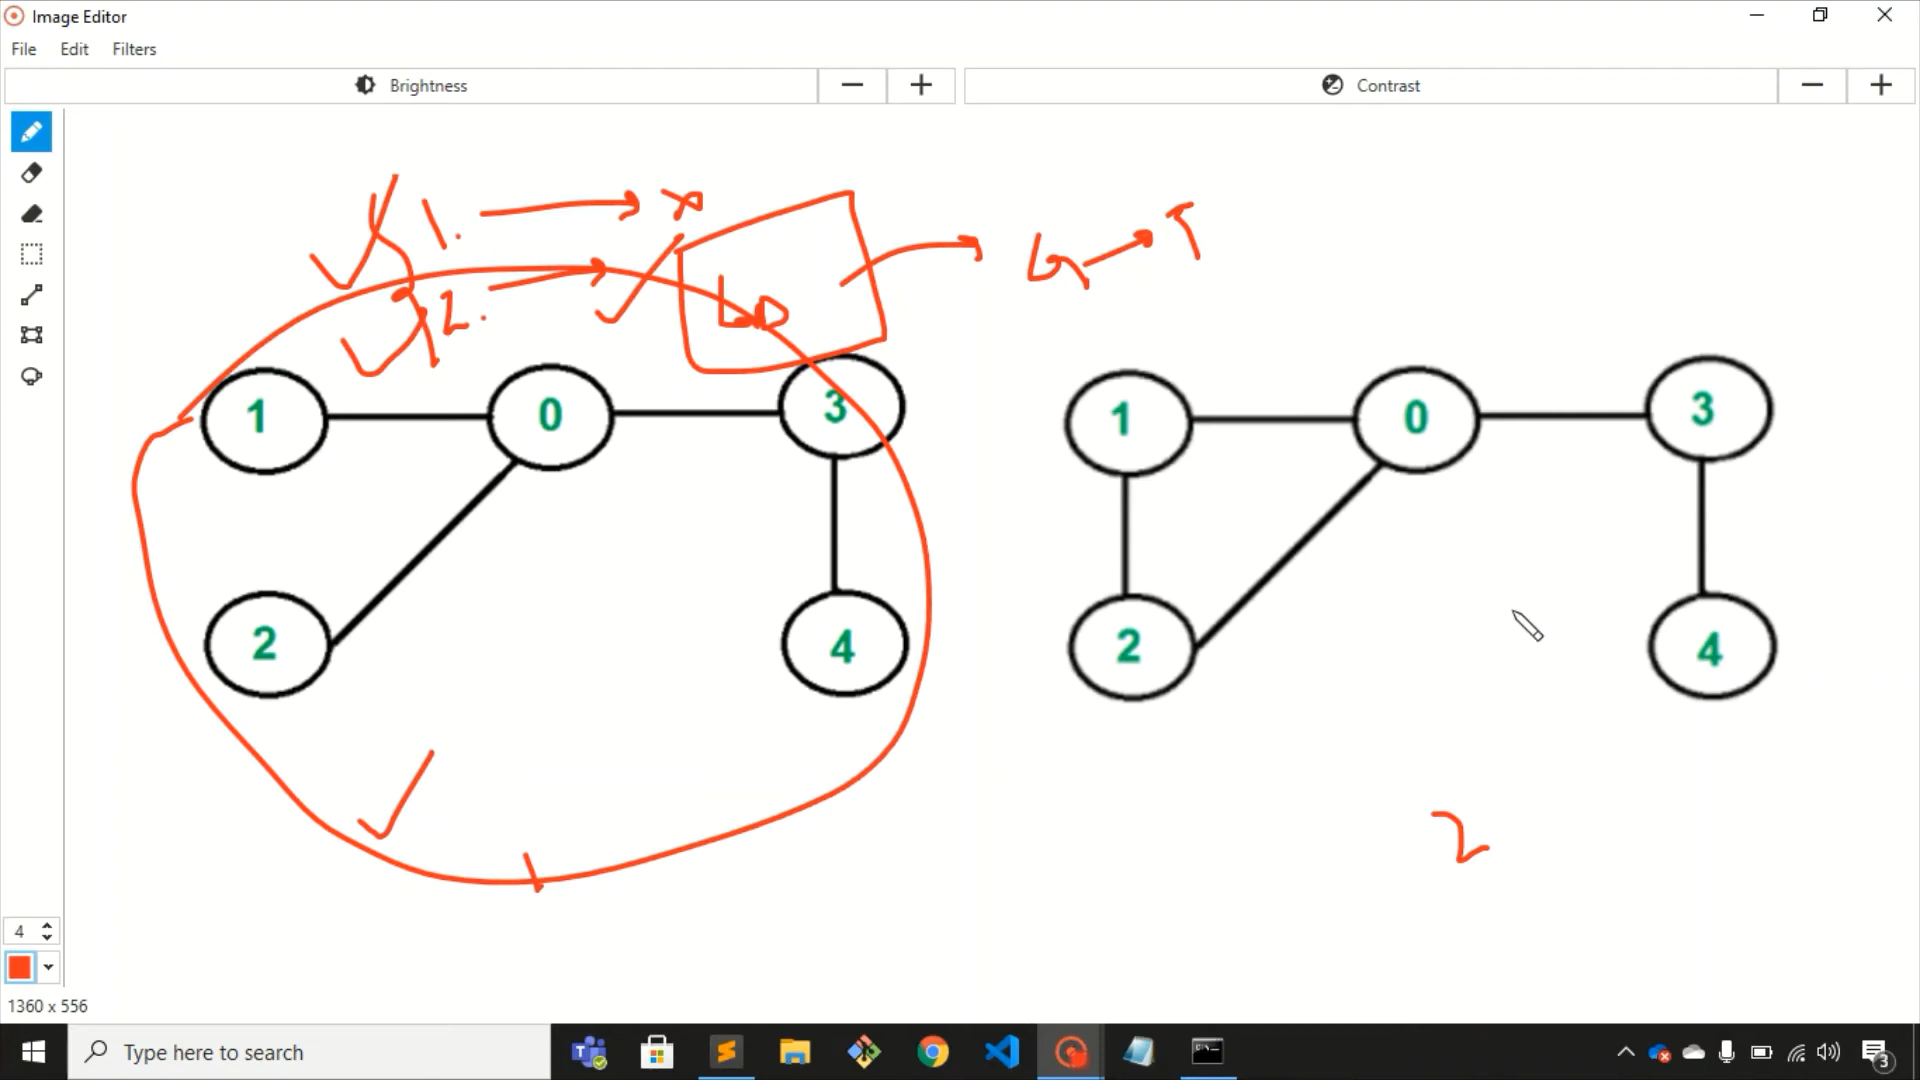 Image Editor
File Edit Filters
Brightness Contrast
1.
2.
1 0 3
2 4
1 0 3
2 4
2
4
1360 x 556
Type here to search
3